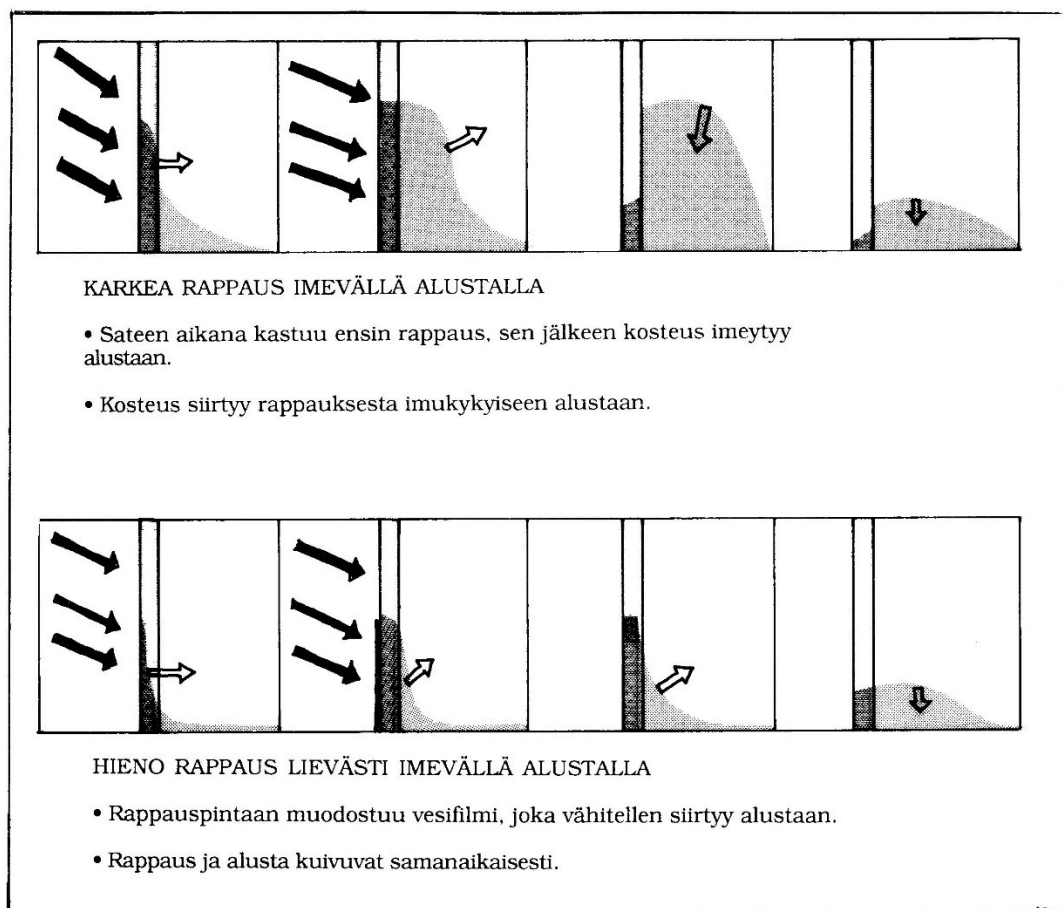 KARKEA RAPPAUS IMEVÄLLÄ ALUSTALLA
• Sateen aikana kastuu ensin rappaus, sen jälkeen kosteus imeytyy
alustaan.
• Kosteus siirtyy rappauksesta imukykyiseen alustaan.
HIENO RAPPAUS LIEVÄSTI IMEVÄLLÄ ALUSTALLA
• Rappauspintaan muodostuu vesifilmi, joka vähitellen siirtyy alustaan.
• Rappaus ja alusta kuivuvat samanaikaisesti.